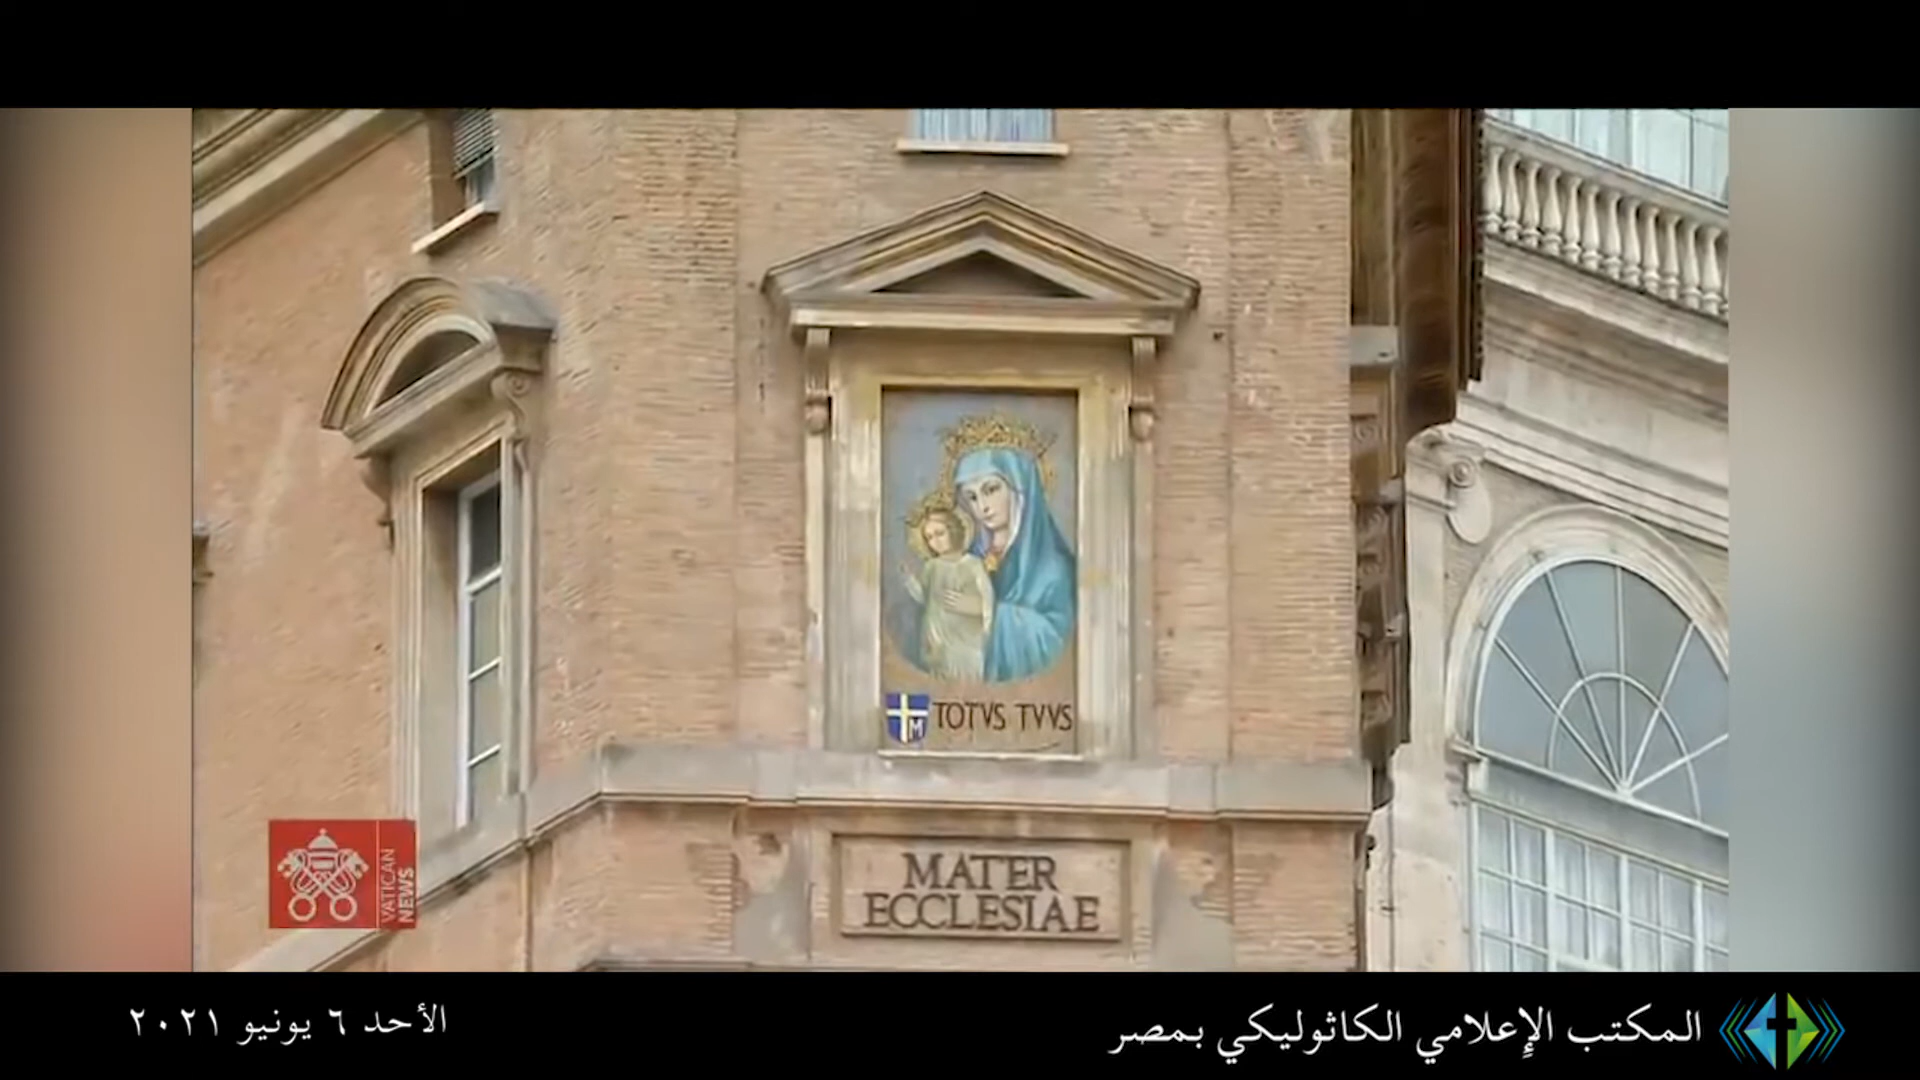 TOTVS TVVS
M
MATER
ECCLESIAE
VATICAN
NEWS
المكتب الإعلامي الكاثوليكي بمصر
الأحد ٦ يونيو ٢٠٢١